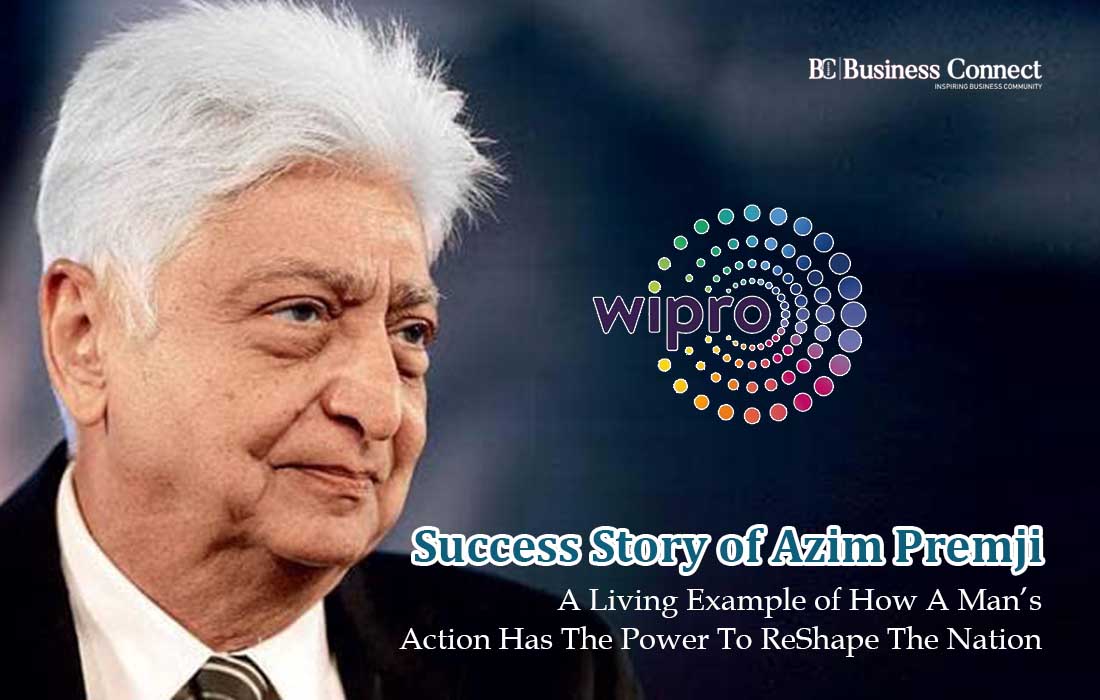 BC Business Connect
INSPIRING BUSINESS COMMUNITY
wipro
Success Story of Azim Premji
A Living Example of How A Man's
Action Has The Power To ReShape The Nation